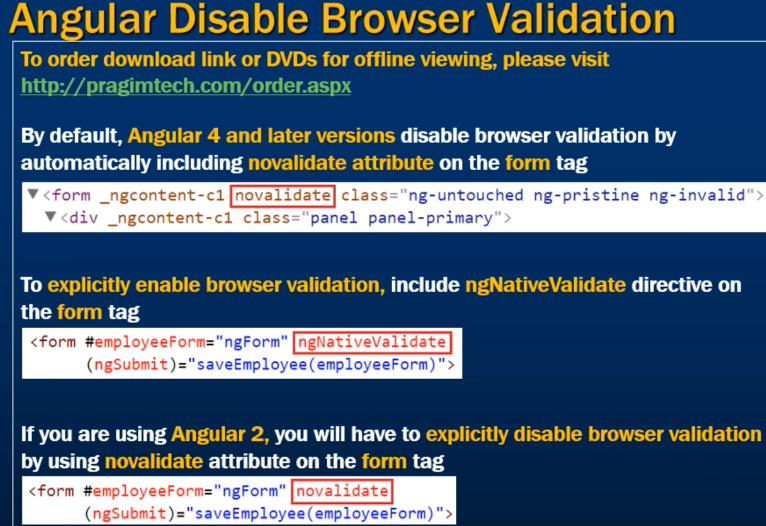 Angular Disable Browser Validation
To order download link or DVDs for offline viewing, please visit
http://pragimtech.com/order.aspx
By default, Angular 4 and later versions disable browser validation by
automatically including novalidate attribute on the form tag
▼<form _ngcontent-c1 novalidate class="ng-untouched ng-pristine ng-invalid">
▼<div _ngcontent-c1 class="panel panel-primary">
To explicitly enable browser validation, include ngNativeValidate directive on
the form tag
<form #employeeForm="ngForm" ngNativeValidate
(ngSubmit)="saveEmployee(employeeForm)">
If you are using Angular 2, you will have to explicitly disable browser validation
by using novalidate attribute on the form tag
<form #employeeForm="ngForm" novalidate
(ngSubmit)="saveEmployee(employeeForm)">